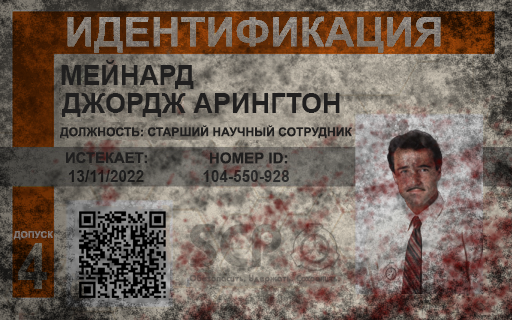 ИДЕНТИФИКАЦИЯ
МЕЙНАРД
ДЖОРДЖ АРИНГТОН
ДОЛЖНОСТЬ: СТАРШИЙ НАУЧНЫЙ СОТРУДНИК
ИСТЕКАЕТ: НОМЕР ID:
13/11/2022 104-550-928
ДОПУСК
4
SCP